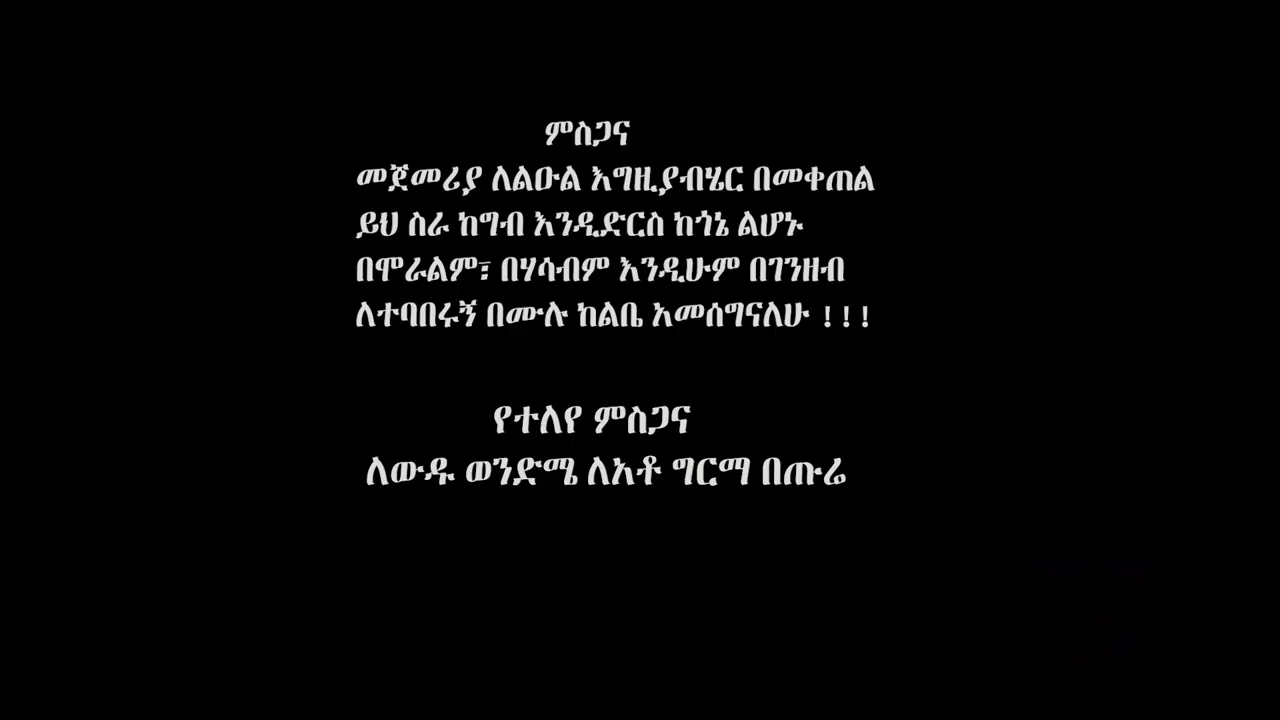 ምስጋና
መጀመሪያ ለልዑል እግዚያብሄር በመቀጠል
ይህ ስራ ከግብ እንዲድርስ ከጎኔ ልሆኑ
በሞራልም፣ በሃሳብም እንዲሁም በገንዘብ
ለተባበሩኝ በሙሉ ከልቤ አመሰግናለሁ !!!
የተለየ ምስጋና
ለውዱ ወንድሜ ለአቶ ግርማ በጡሬ